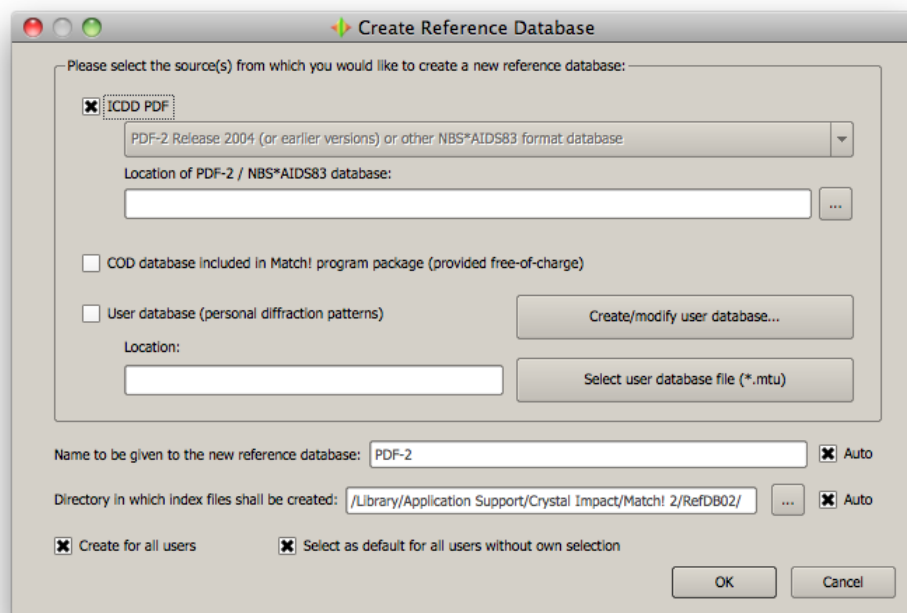 Create Reference Database
Please select the source(s) from which you would like to create a new reference database:
ICDD PDF
PDF-2 Release 2004 (or earlier versions) or other NBS*AIDS83 format database
Location of PDF-2 / NBS*AIDS83 database:
...
COD database included in Match! program package (provided free-of-charge)
User database (personal diffraction patterns)
Create/modify user database...
Location:
Select user database file (*.mtu)
Name to be given to the new reference database: PDF-2 Auto
Directory in which index files shall be created: /Library/Application Support/Crystal Impact/Match! 2/RefDB02/ ... Auto
Create for all users Select as default for all users without own selection
OK Cancel